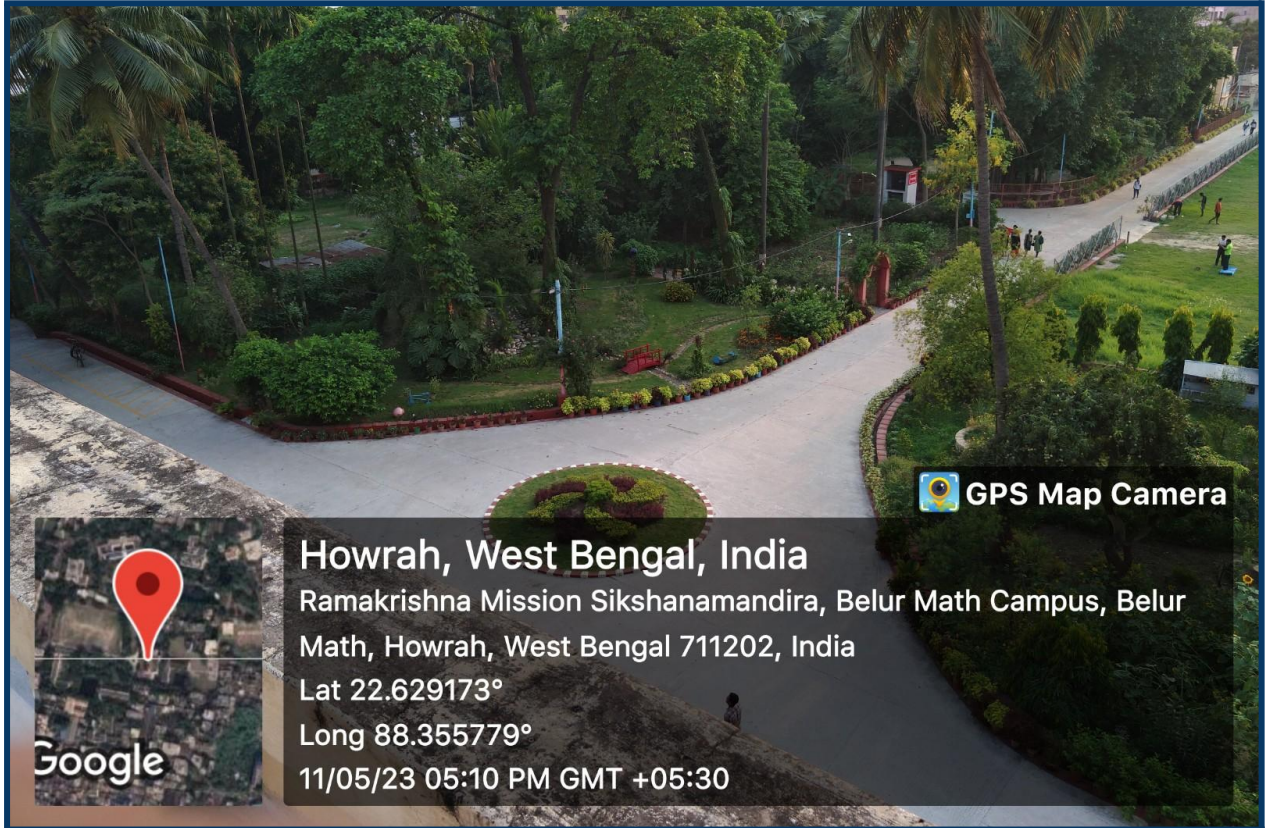 GPS Map Camera
Howrah, West Bengal, India
Ramakrishna Mission Sikshanamandira, Belur Math Campus, Belur
Math, Howrah, West Bengal 711202, India
Lat 22.629173°
Long 88.355779°
11/05/23 05:10 PM GMT +05:30
Google